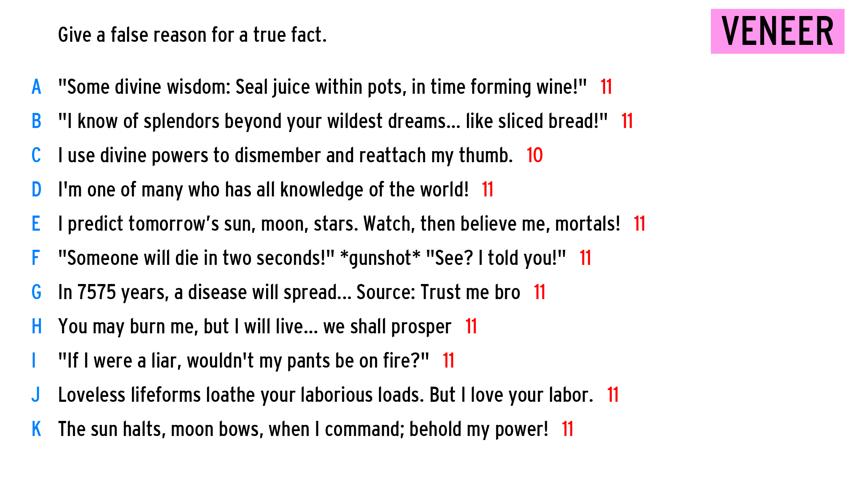 Give a false reason for a true fact.
VENEER
A "Some divine wisdom: Seal juice within pots, in time forming wine!" 11
B "I know of splendors beyond your wildest dreams... like sliced bread!" 11
C I use divine powers to dismember and reattach my thumb. 10
D I'm one of many who has all knowledge of the world! 11
E I predict tomorrow's sun, moon, stars. Watch, then believe me, mortals! 11
F "Someone will die in two seconds!" *gunshot* "See? I told you!" 11
G In 7575 years, a disease will spread... Source: Trust me bro 11
H You may burn me, but I will live... we shall prosper 11
I "If I were a liar, wouldn't my pants be on fire?" 11
J Loveless lifeforms loathe your laborious loads. But I love your labor. 11
K The sun halts, moon bows, when I command; behold my power! 11